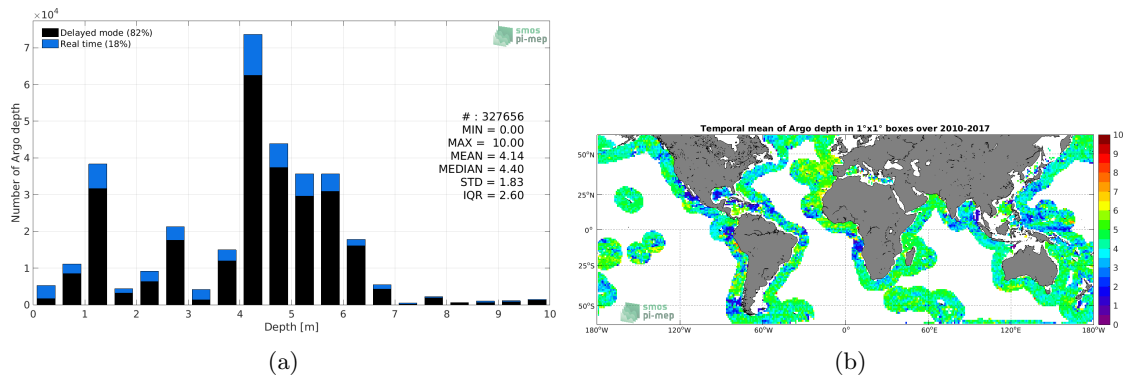 ×10⁴
Delayed mode (82%)
Real time (18%)
smos
pi-mep
7
6
5
4
3
2
1
0
Number of Argo depth
# : 327656
MIN = 0.00
MAX = 10.00
MEAN = 4.14
MEDIAN = 4.40
STD = 1.83
IQR = 2.60
0 1 2 3 4 5 6 7 8 9 10
Depth [m]
(a)
Temporal mean of Argo depth in 1°x1° boxes over 2010-2017
50°N
25°N
0°
25°S
50°S
180°W 120°W 60°W 0° 60°E 120°E 180°W
smos
pi-mep
10
9
8
7
6
5
4
3
2
1
0
(b)